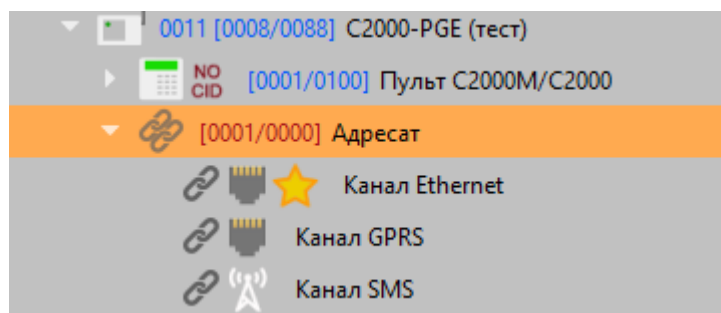 0011 [0008/0088] C2000-PGE (тест)
NO CID [0001/0100] Пульт С2000М/С2000
[0001/0000] Адресат
Канал Ethernet
Канал GPRS
Канал SMS